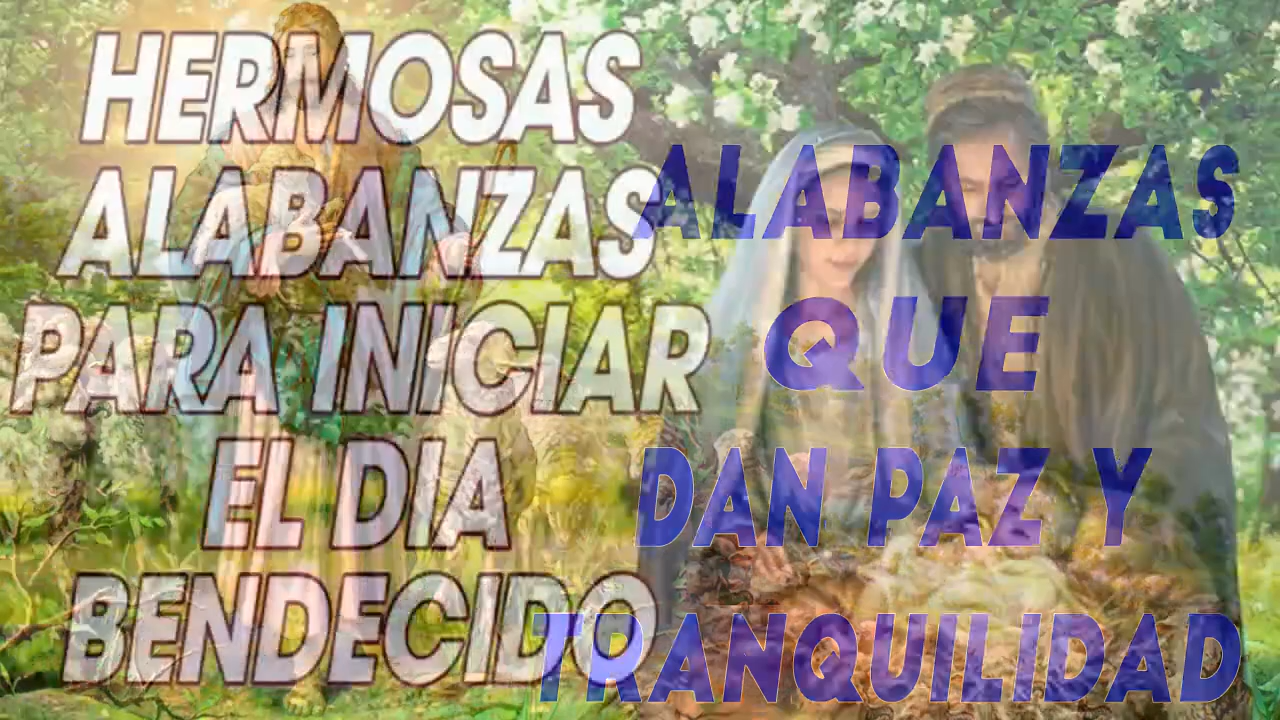 HERMOSAS
ALABANZAS
PARA INICIAR
EL DIA
BENDECIDO
ALABANZAS
QUE
DAN PAZ Y
TRANQUILIDAD